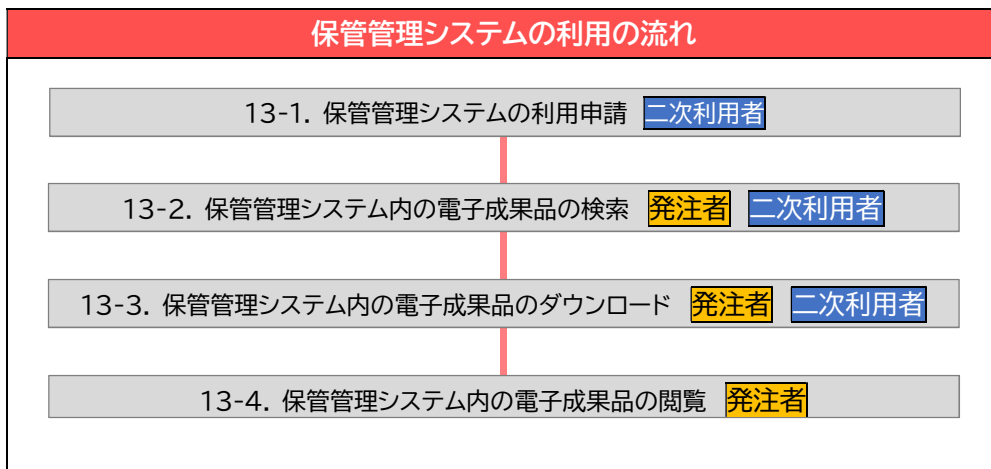 保管管理システムの利用の流れ
13-1. 保管管理システムの利用申請 二次利用者
13-2. 保管管理システム内の電子成果品の検索 発注者 二次利用者
13-3. 保管管理システム内の電子成果品のダウンロード 発注者 二次利用者
13-4. 保管管理システム内の電子成果品の閲覧 発注者